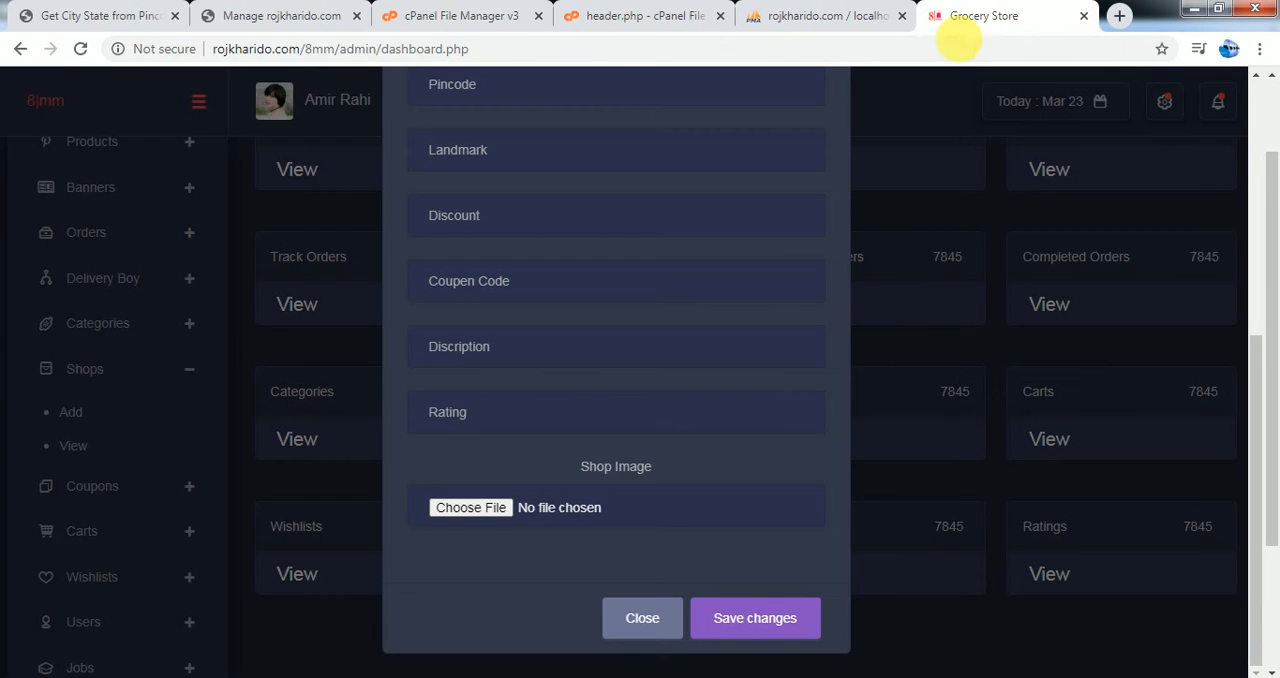 Get City State from Pinco
Manage rojkharido.com
cPanel File Manager v3
header.php - cPanel File
rojkharido.com / localho
Grocery Store
Not secure rojkharido.com/8mm/admin/dashboard.php
8|mm
Amir Rahi
Today : Mar 23
Products
Banners
Orders
Delivery Boy
Categories
Shops
Add
View
Coupons
Carts
Wishlists
Users
Jobs
Pincode
Landmark
Discount
Coupen Code
Discription
Rating
Shop Image
Choose File No file chosen
Close
Save changes
View
View
Track Orders
ers 7845
Completed Orders 7845
View
View
Categories
7845
Carts 7845
View
View
Wishlists
7845
Ratings 7845
View
View